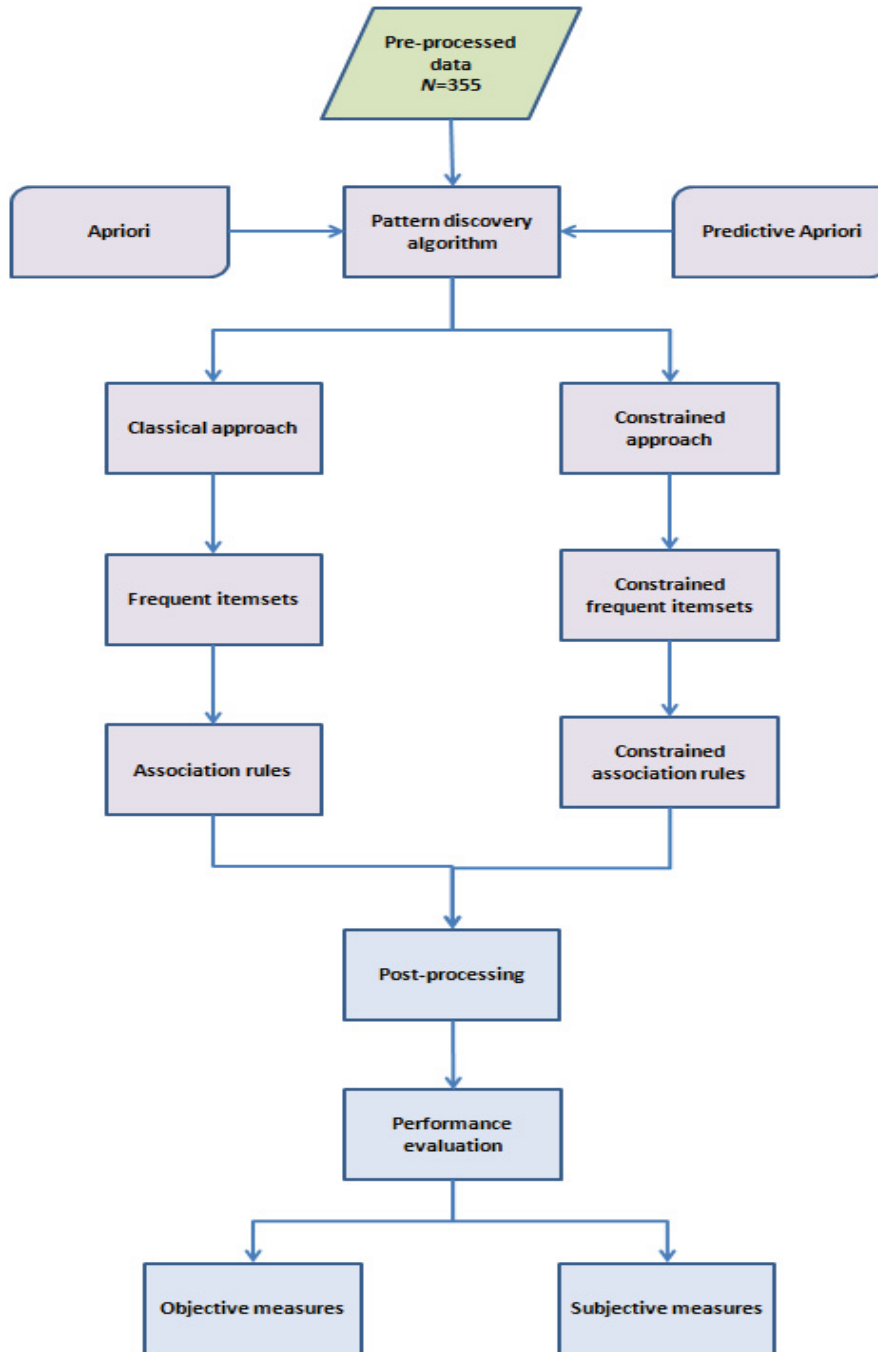 Pre-processed
data
N=355
Apriori
Pattern discovery
algorithm
Predictive Apriori
Classical approach
Constrained
approach
Frequent itemsets
Constrained
frequent itemsets
Association rules
Constrained
association rules
Post-processing
Performance
evaluation
Objective measures
Subjective measures